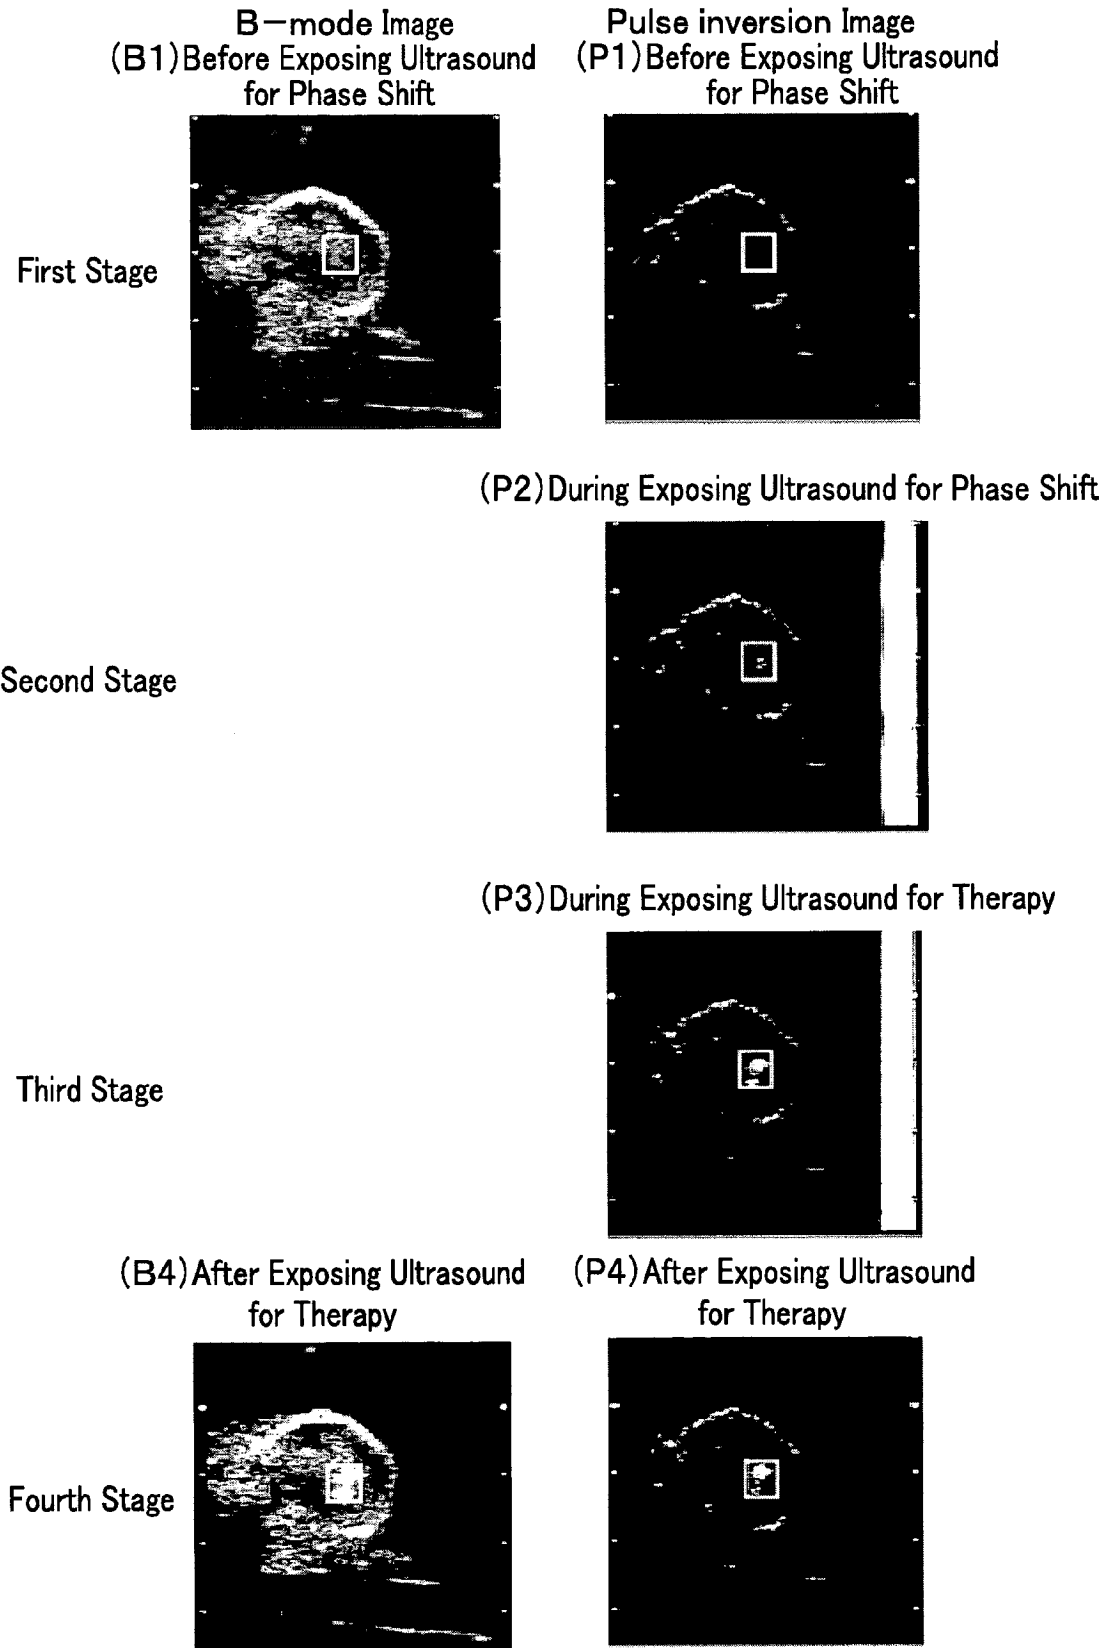 B-mode Image
(B1)Before Exposing Ultrasound
for Phase Shift
Pulse inversion Image
(P1)Before Exposing Ultrasound
for Phase Shift
First Stage
(P2)During Exposing Ultrasound for Phase Shift
Second Stage
(P3)During Exposing Ultrasound for Therapy
Third Stage
(B4)After Exposing Ultrasound
for Therapy
(P4)After Exposing Ultrasound
for Therapy
Fourth Stage